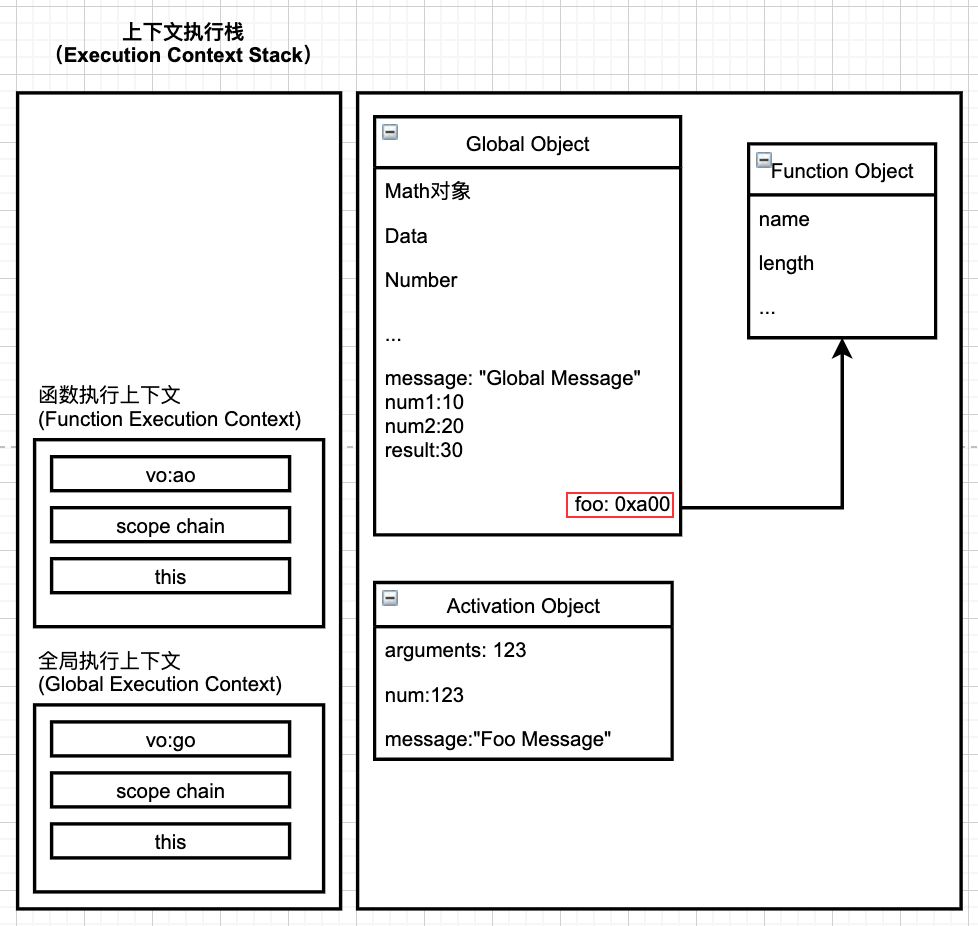 上下文执行栈
（Execution Context Stack）
函数执行上下文
(Function Execution Context)
vo:ao
scope chain
this
全局执行上下文
(Global Execution Context)
vo:go
scope chain
this
Global Object
Math对象
Data
Number
...
message: "Global Message"
num1:10
num2:20
result:30
foo: 0xa00
Function Object
name
length
...
Activation Object
arguments: 123
num:123
message:"Foo Message"